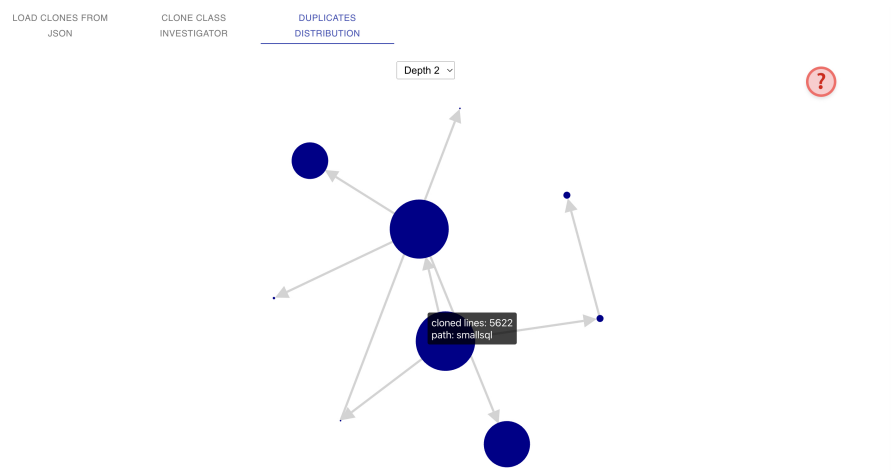 LOAD CLONES FROM
JSON
CLONE CLASS
INVESTIGATOR
DUPLICATES
DISTRIBUTION
Depth 2
?
cloned lines: 5622
path: smallsql